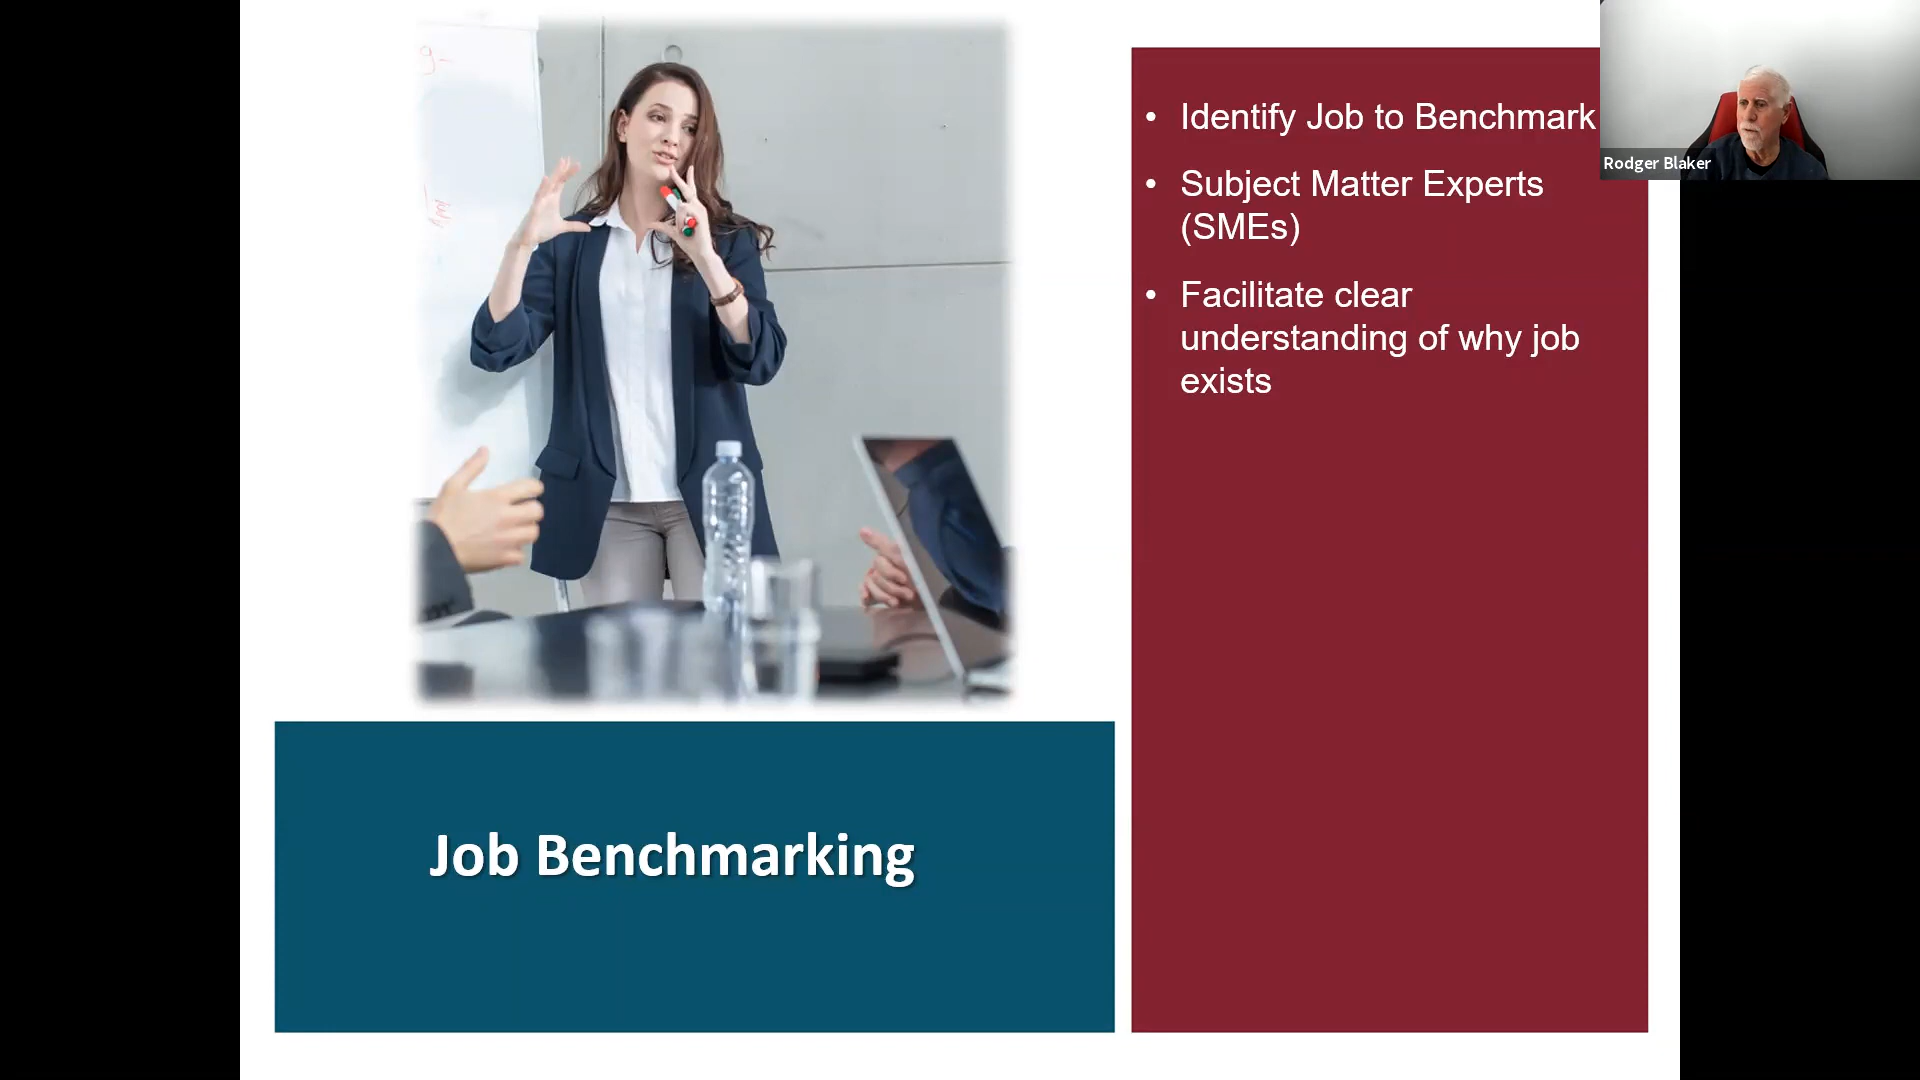 • Identify Job to Benchmark
• Subject Matter Experts
(SMEs)
• Facilitate clear
understanding of why job
exists
Rodger Blaker
Job Benchmarking